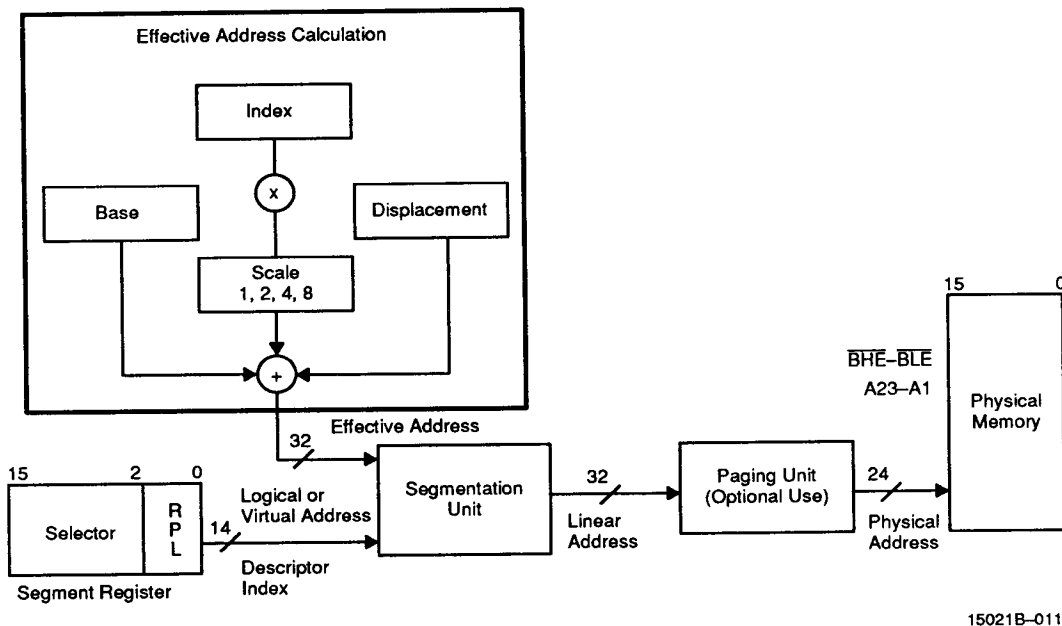 Effective Address Calculation
Index
x
Base
Displacement
Scale
1, 2, 4, 8
+
Effective Address
32
15 2 0
Selector
R
P
L
Segment Register
14
Logical or
Virtual Address
Descriptor
Index
Segmentation
Unit
32
Linear
Address
Paging Unit
(Optional Use)
24
Physical
Address
15 0
B̅H̅E̅–B̅L̅E̅
A23–A1
Physical
Memory
15021B–011